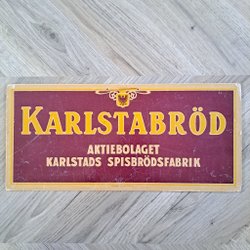 KARLSTABRÖD
AKTIEBOLAGET
KARLSTADS SPISBRÖDSFABRIK